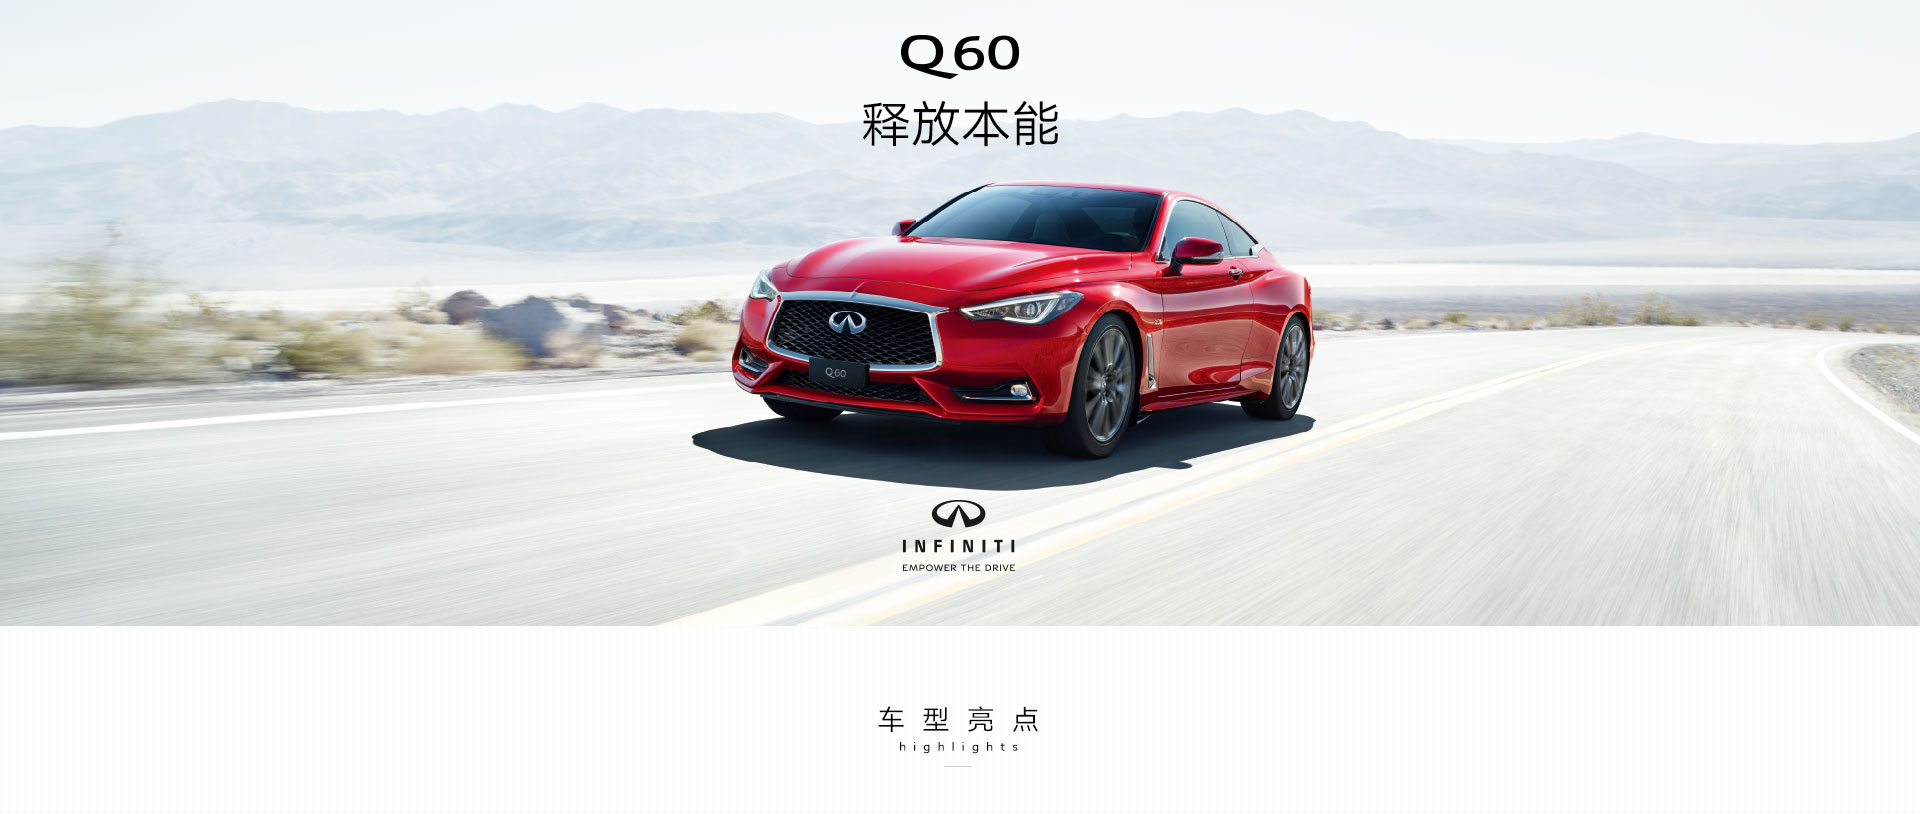 Q60
释放本能
Q60
INFINITI
EMPOWER THE DRIVE
车型亮点
highlights